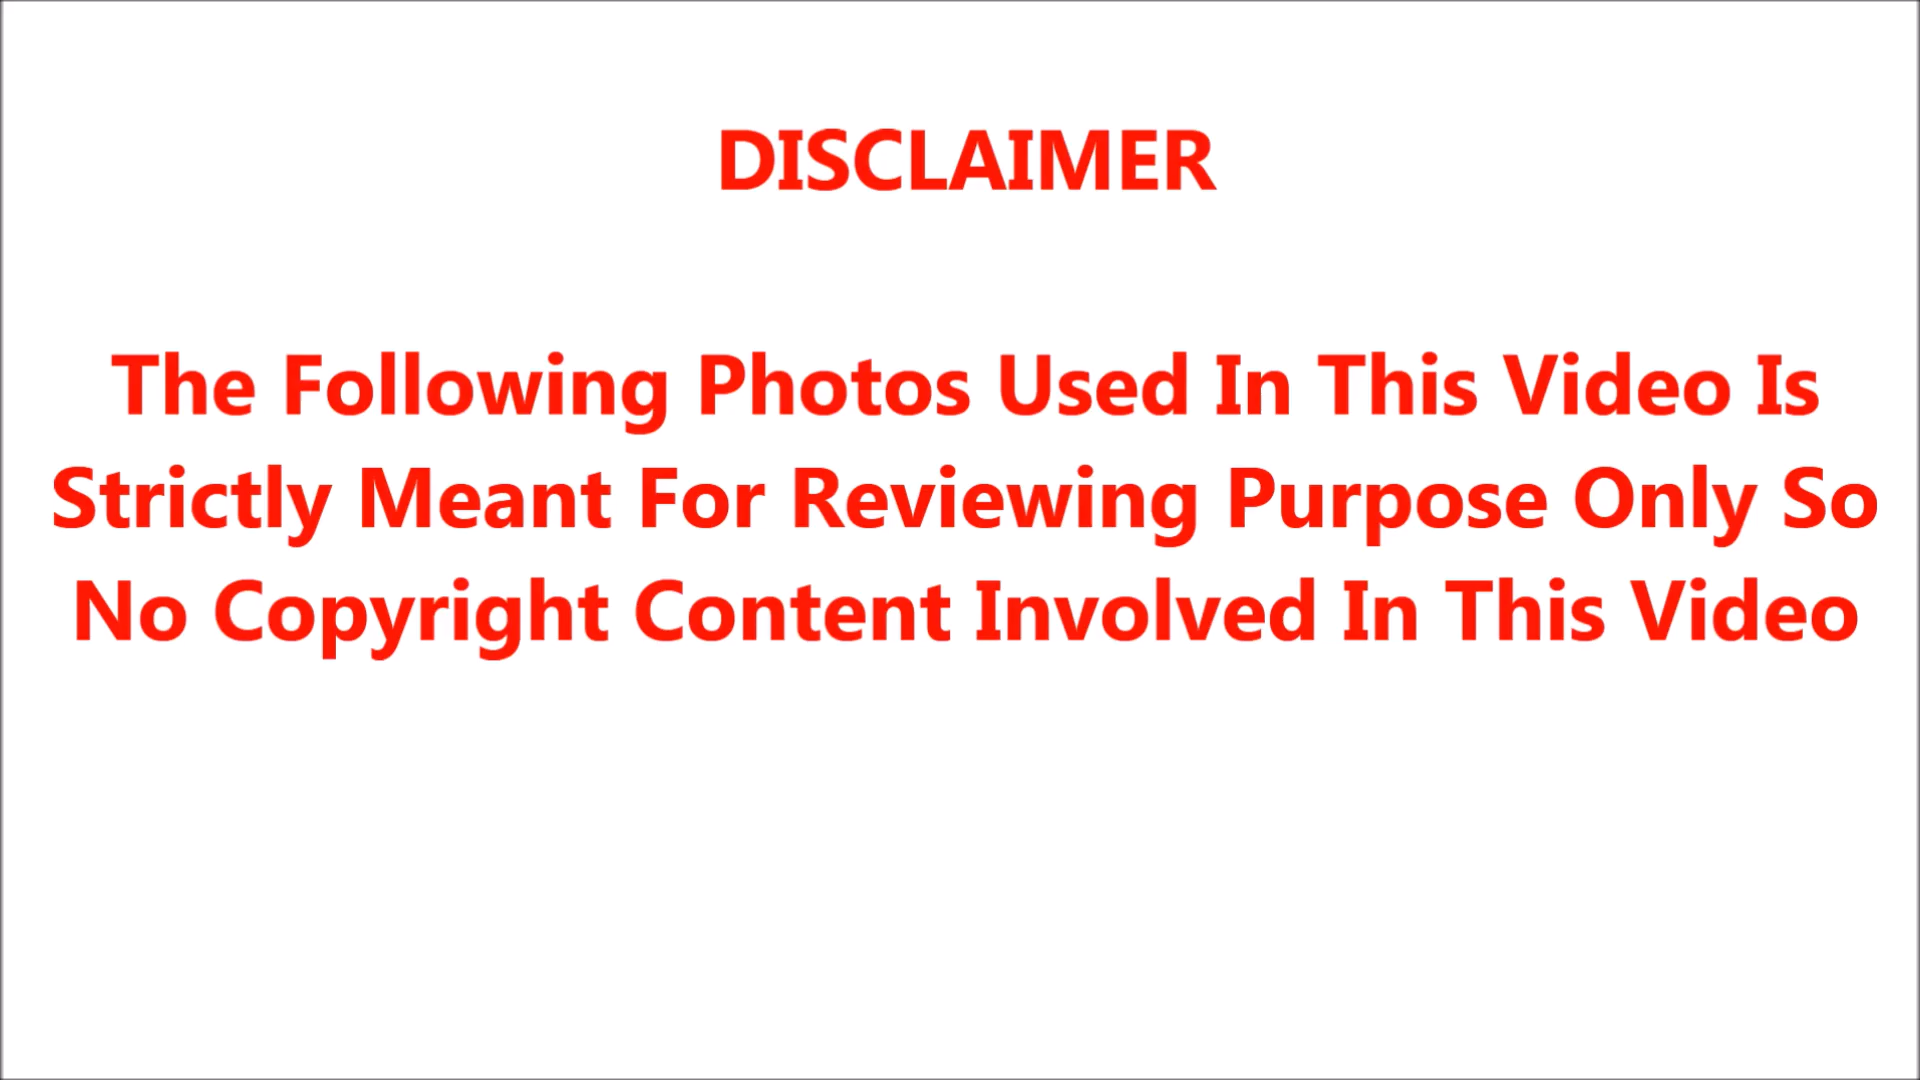 DISCLAIMER
The Following Photos Used In This Video Is
Strictly Meant For Reviewing Purpose Only So
No Copyright Content Involved In This Video